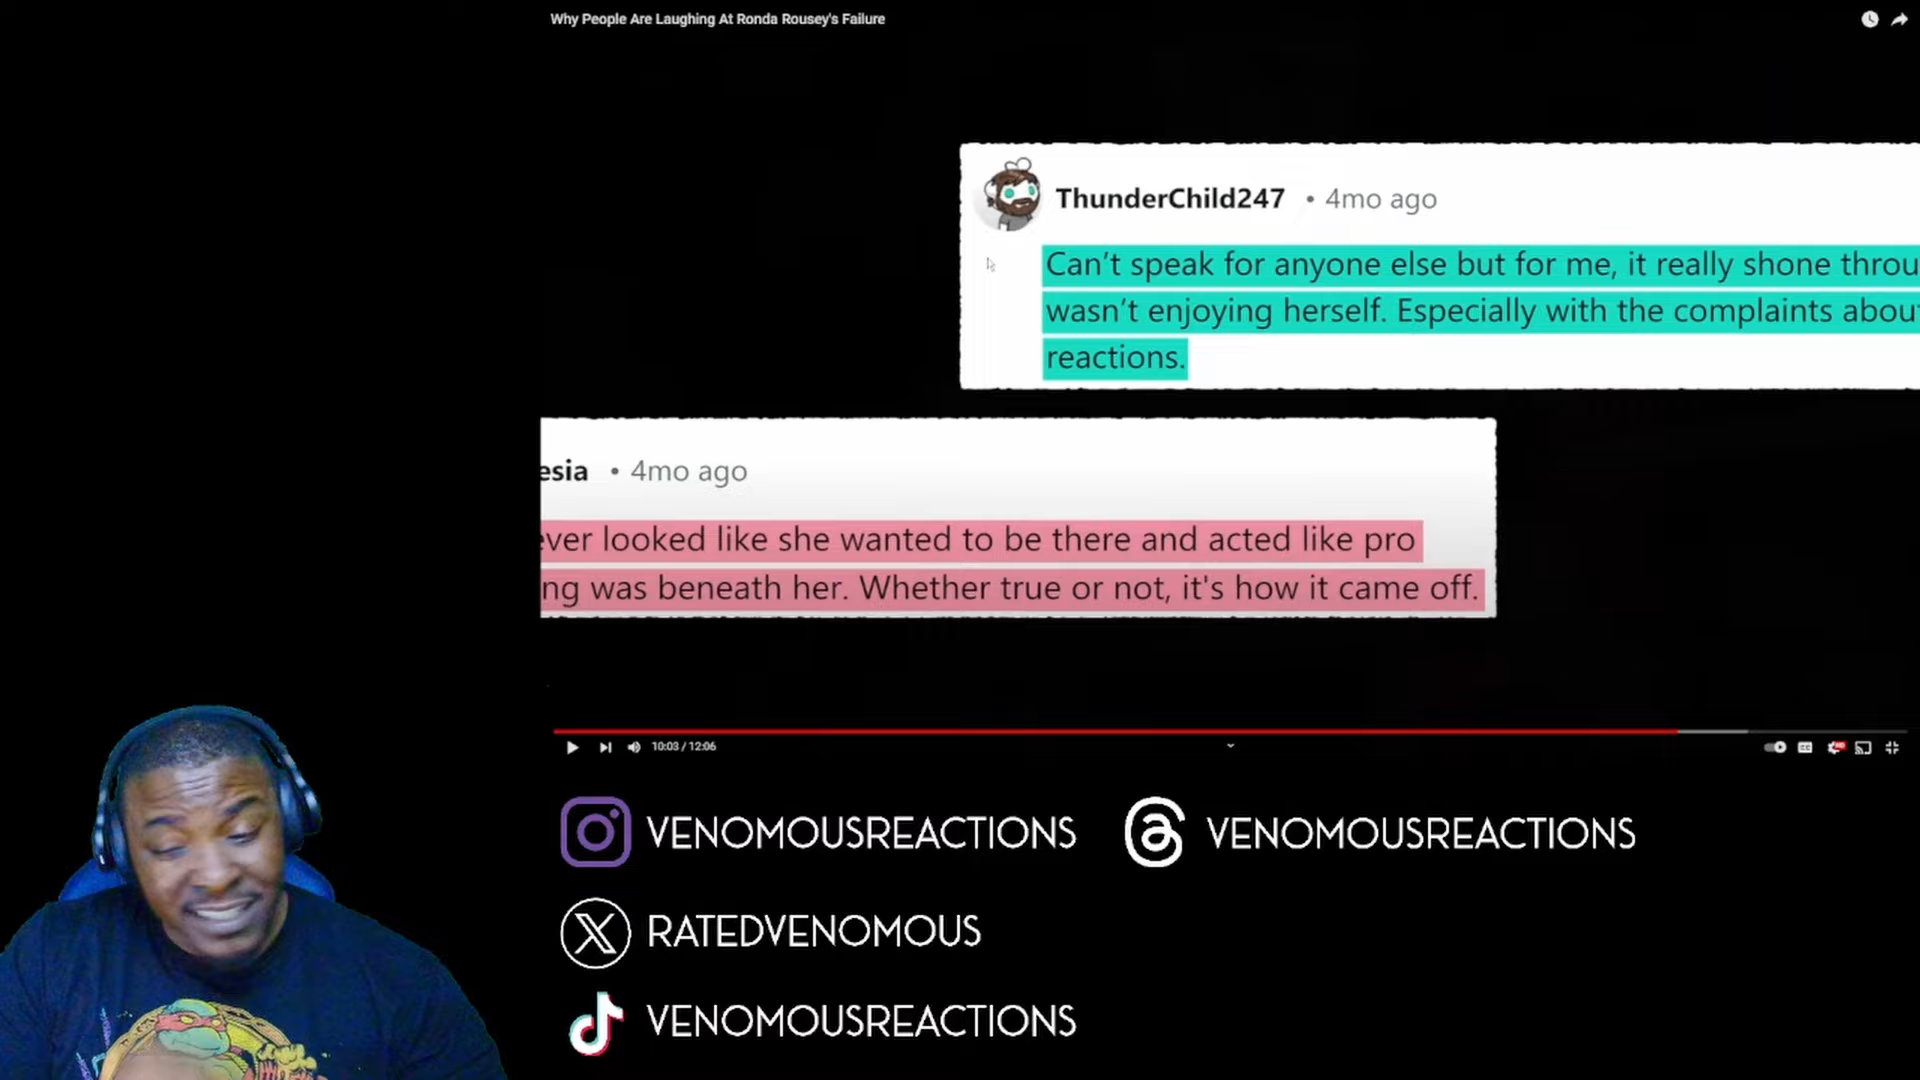 Why People Are Laughing At Ronda Rousey's Failure
ThunderChild247 • 4mo ago
Can't speak for anyone else but for me, it really shone throu
wasn't enjoying herself. Especially with the complaints about
reactions.
esia • 4mo ago
ever looked like she wanted to be there and acted like pro
ng was beneath her. Whether true or not, it's how it came off.
10:03 / 12:06
VENOMOUSREACTIONS
VENOMOUSREACTIONS
RATEDVENOMOUS
VENOMOUSREACTIONS